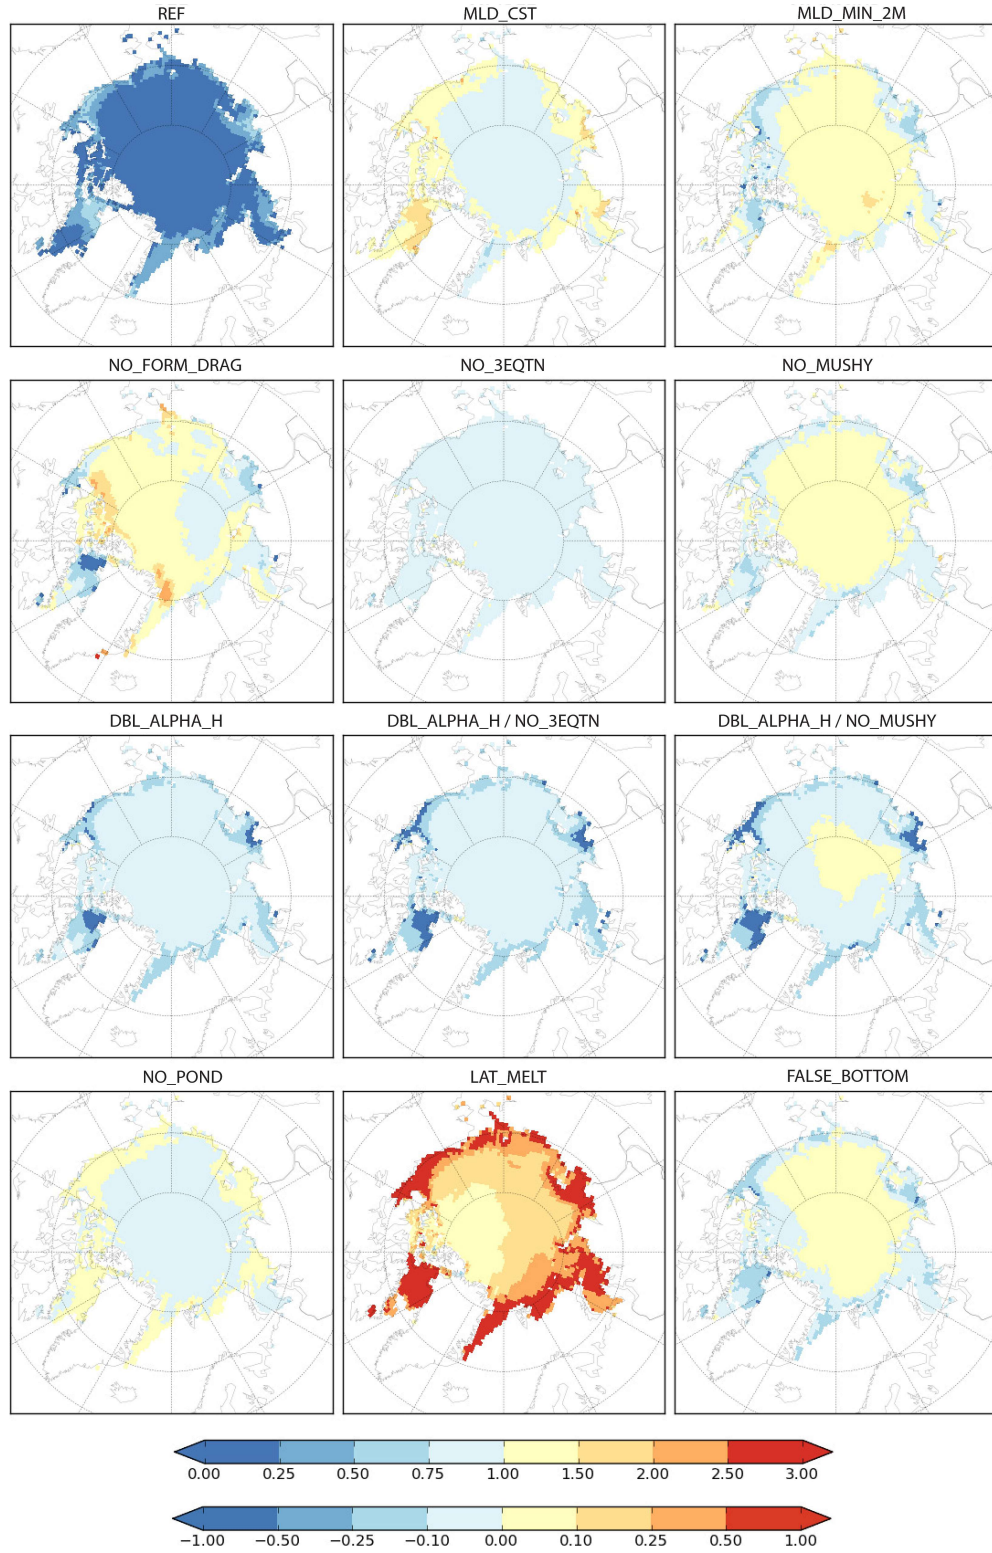 REF MLD_CST MLD_MIN_2M
NO_FORM_DRAG NO_3EQTN NO_MUSHY
DBL_ALPHA_H DBL_ALPHA_H / NO_3EQTN DBL_ALPHA_H / NO_MUSHY
NO_POND LAT_MELT FALSE_BOTTOM
0.00 0.25 0.50 0.75 1.00 1.50 2.00 2.50 3.00
−1.00 −0.50 −0.25 −0.10 0.00 0.10 0.25 0.50 1.00